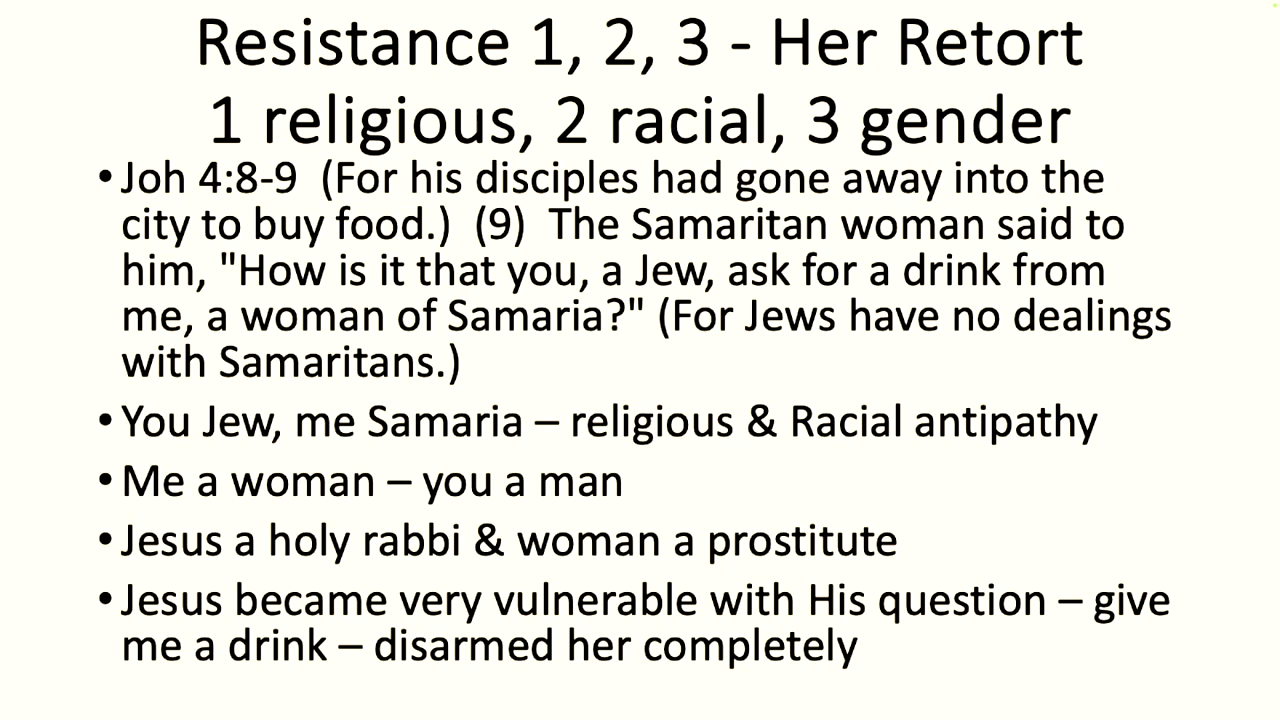 Resistance 1, 2, 3 - Her Retort
1 religious, 2 racial, 3 gender
•Joh 4:8-9  (For his disciples had gone away into the
city to buy food.)  (9)  The Samaritan woman said to
him, "How is it that you, a Jew, ask for a drink from
me, a woman of Samaria?" (For Jews have no dealings
with Samaritans.)
•You Jew, me Samaria – religious & Racial antipathy
•Me a woman – you a man
•Jesus a holy rabbi & woman a prostitute
•Jesus became very vulnerable with His question – give
me a drink – disarmed her completely